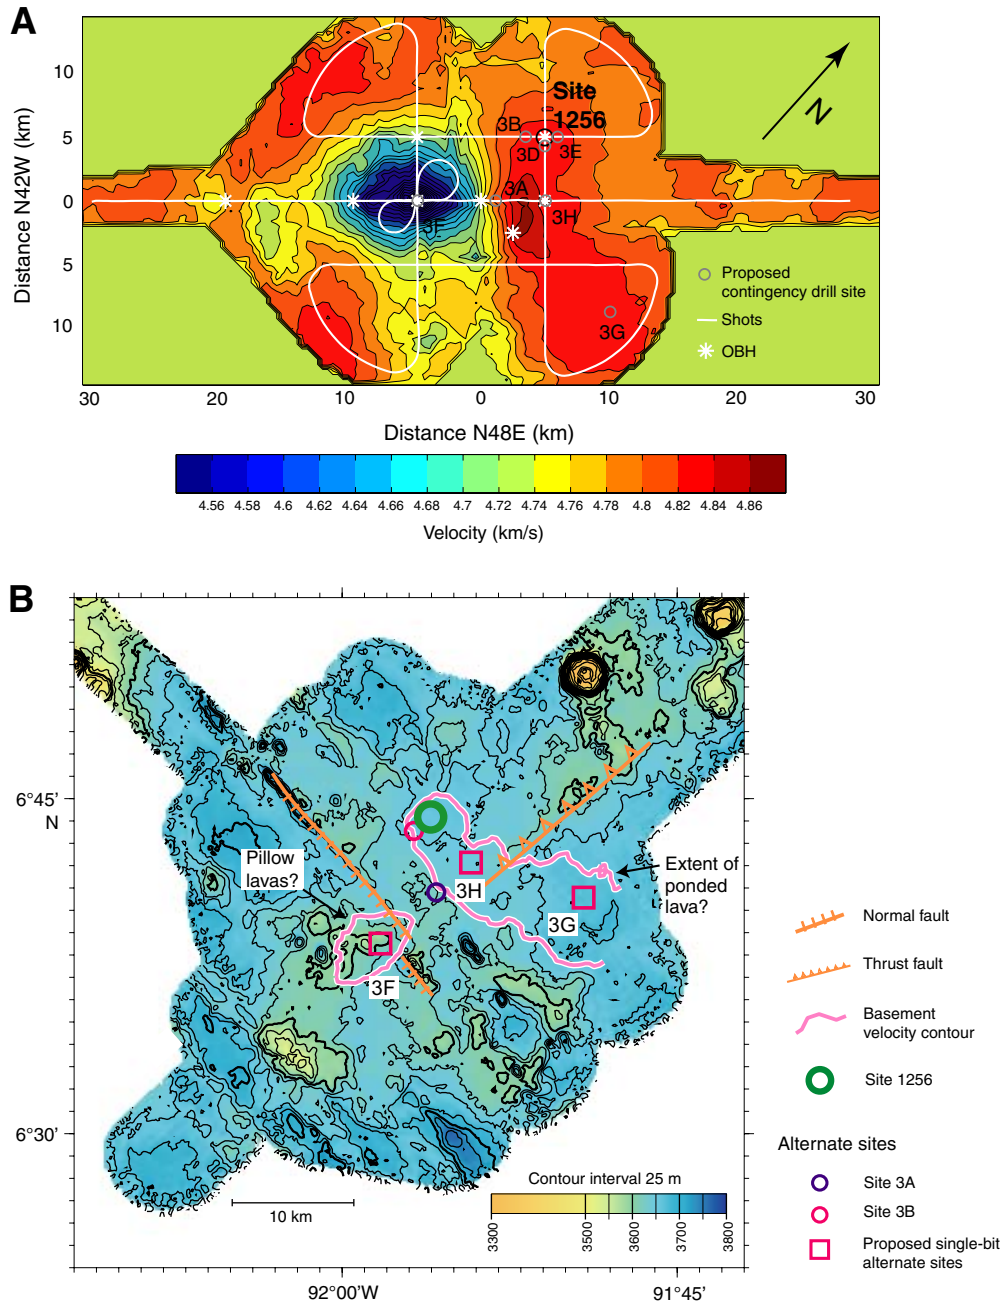 A
Distance N42W (km)
10
5
0
5
10
Site
1256
3B
3D
3E
3A
3F
3H
3G
N
Proposed
contingency drill site
Shots
OBH
30
20
10
0
10
20
30
Distance N48E (km)
4.56
4.58
4.6
4.62
4.64
4.66
4.68
4.7
4.72
4.74
4.76
4.78
4.8
4.82
4.84
4.86
Velocity (km/s)
B
6°45'
N
6°30'
Pillow
lavas?
3H
3G
3F
Extent of
ponded
lava?
10 km
Contour interval 25 m
3300
3500
3600
3700
3800
92°00'W
91°45'
Normal fault
Thrust fault
Basement
velocity contour
Site 1256
Alternate sites
Site 3A
Site 3B
Proposed single-bit
alternate sites